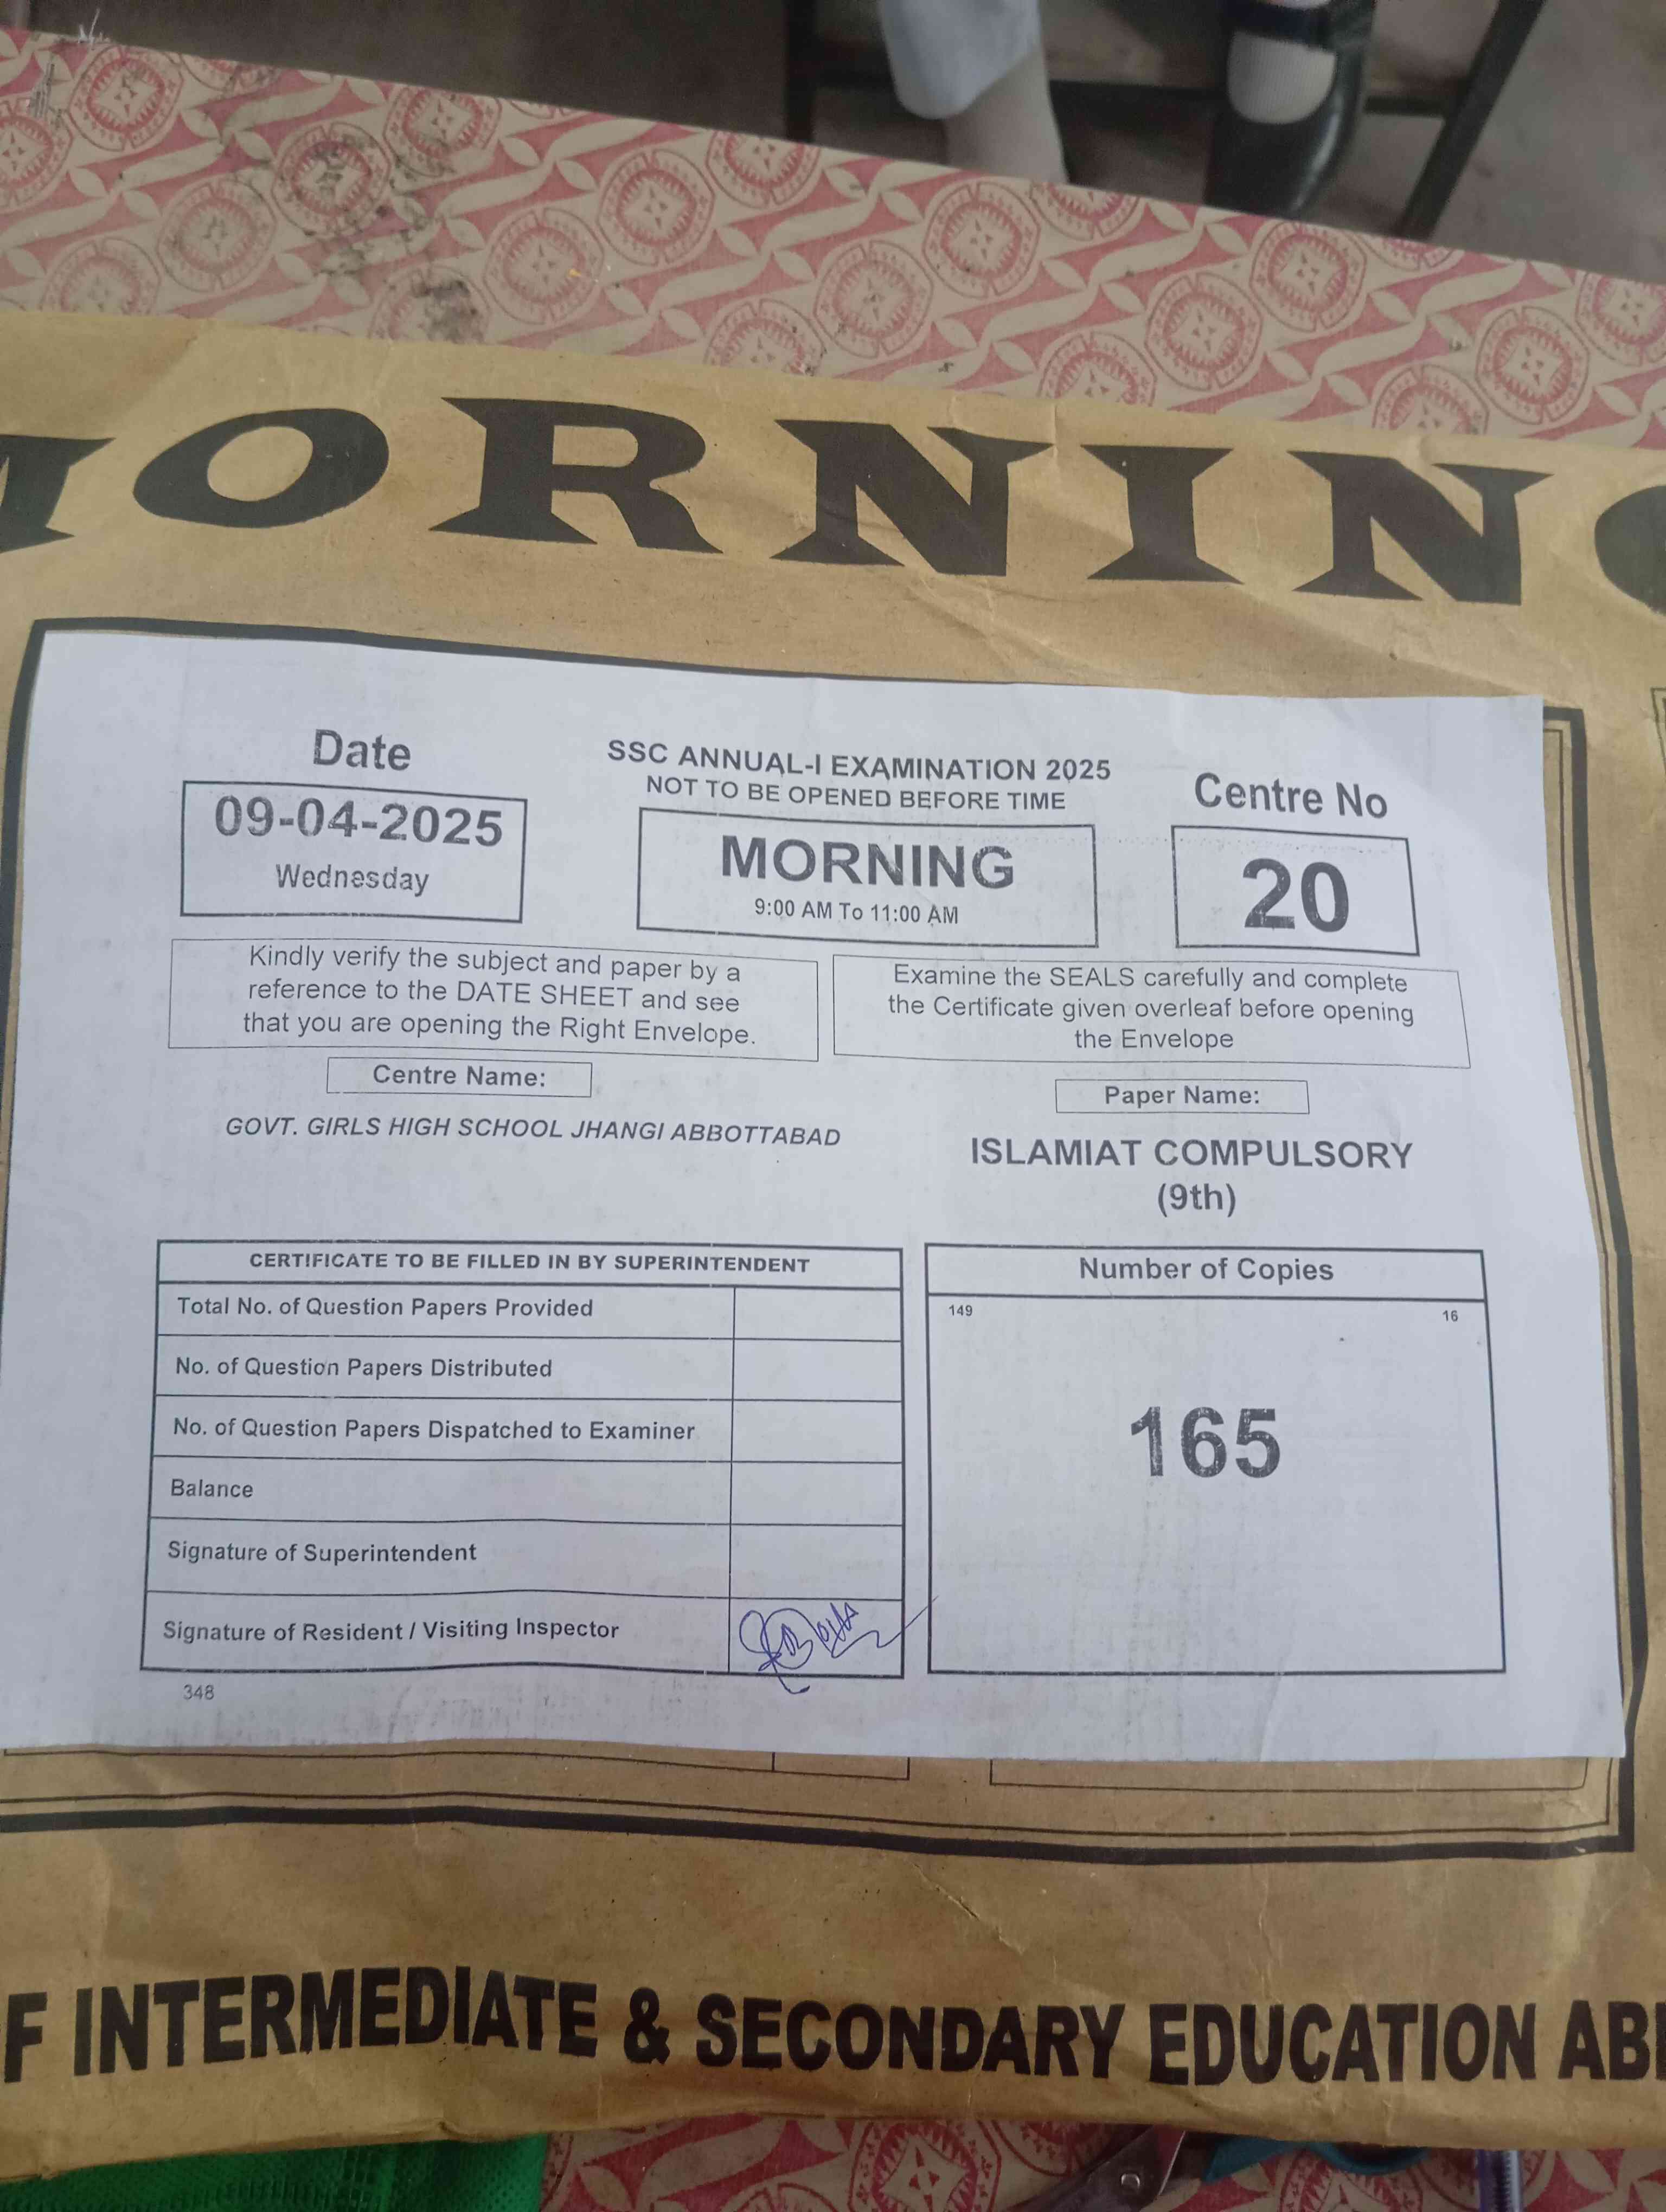 MORNING
Date
SSC ANNUAL-I EXAMINATION 2025
NOT TO BE OPENED BEFORE TIME
Centre No
09-04-2025
Wednesday
MORNING
9:00 AM To 11:00 AM
20
Kindly verify the subject and paper by a
reference to the DATE SHEET and see
that you are opening the Right Envelope.
Examine the SEALS carefully and complete
the Certificate given overleaf before opening
the Envelope
Centre Name:
GOVT. GIRLS HIGH SCHOOL JHANGI ABBOTTABAD
Paper Name:
ISLAMIAT COMPULSORY
(9th)
CERTIFICATE TO BE FILLED IN BY SUPERINTENDENT
Total No. of Question Papers Provided
No. of Question Papers Distributed
No. of Question Papers Dispatched to Examiner
Balance
Signature of Superintendent
Signature of Resident / Visiting Inspector
Number of Copies
149 16
165
348
F INTERMEDIATE & SECONDARY EDUCATION AB